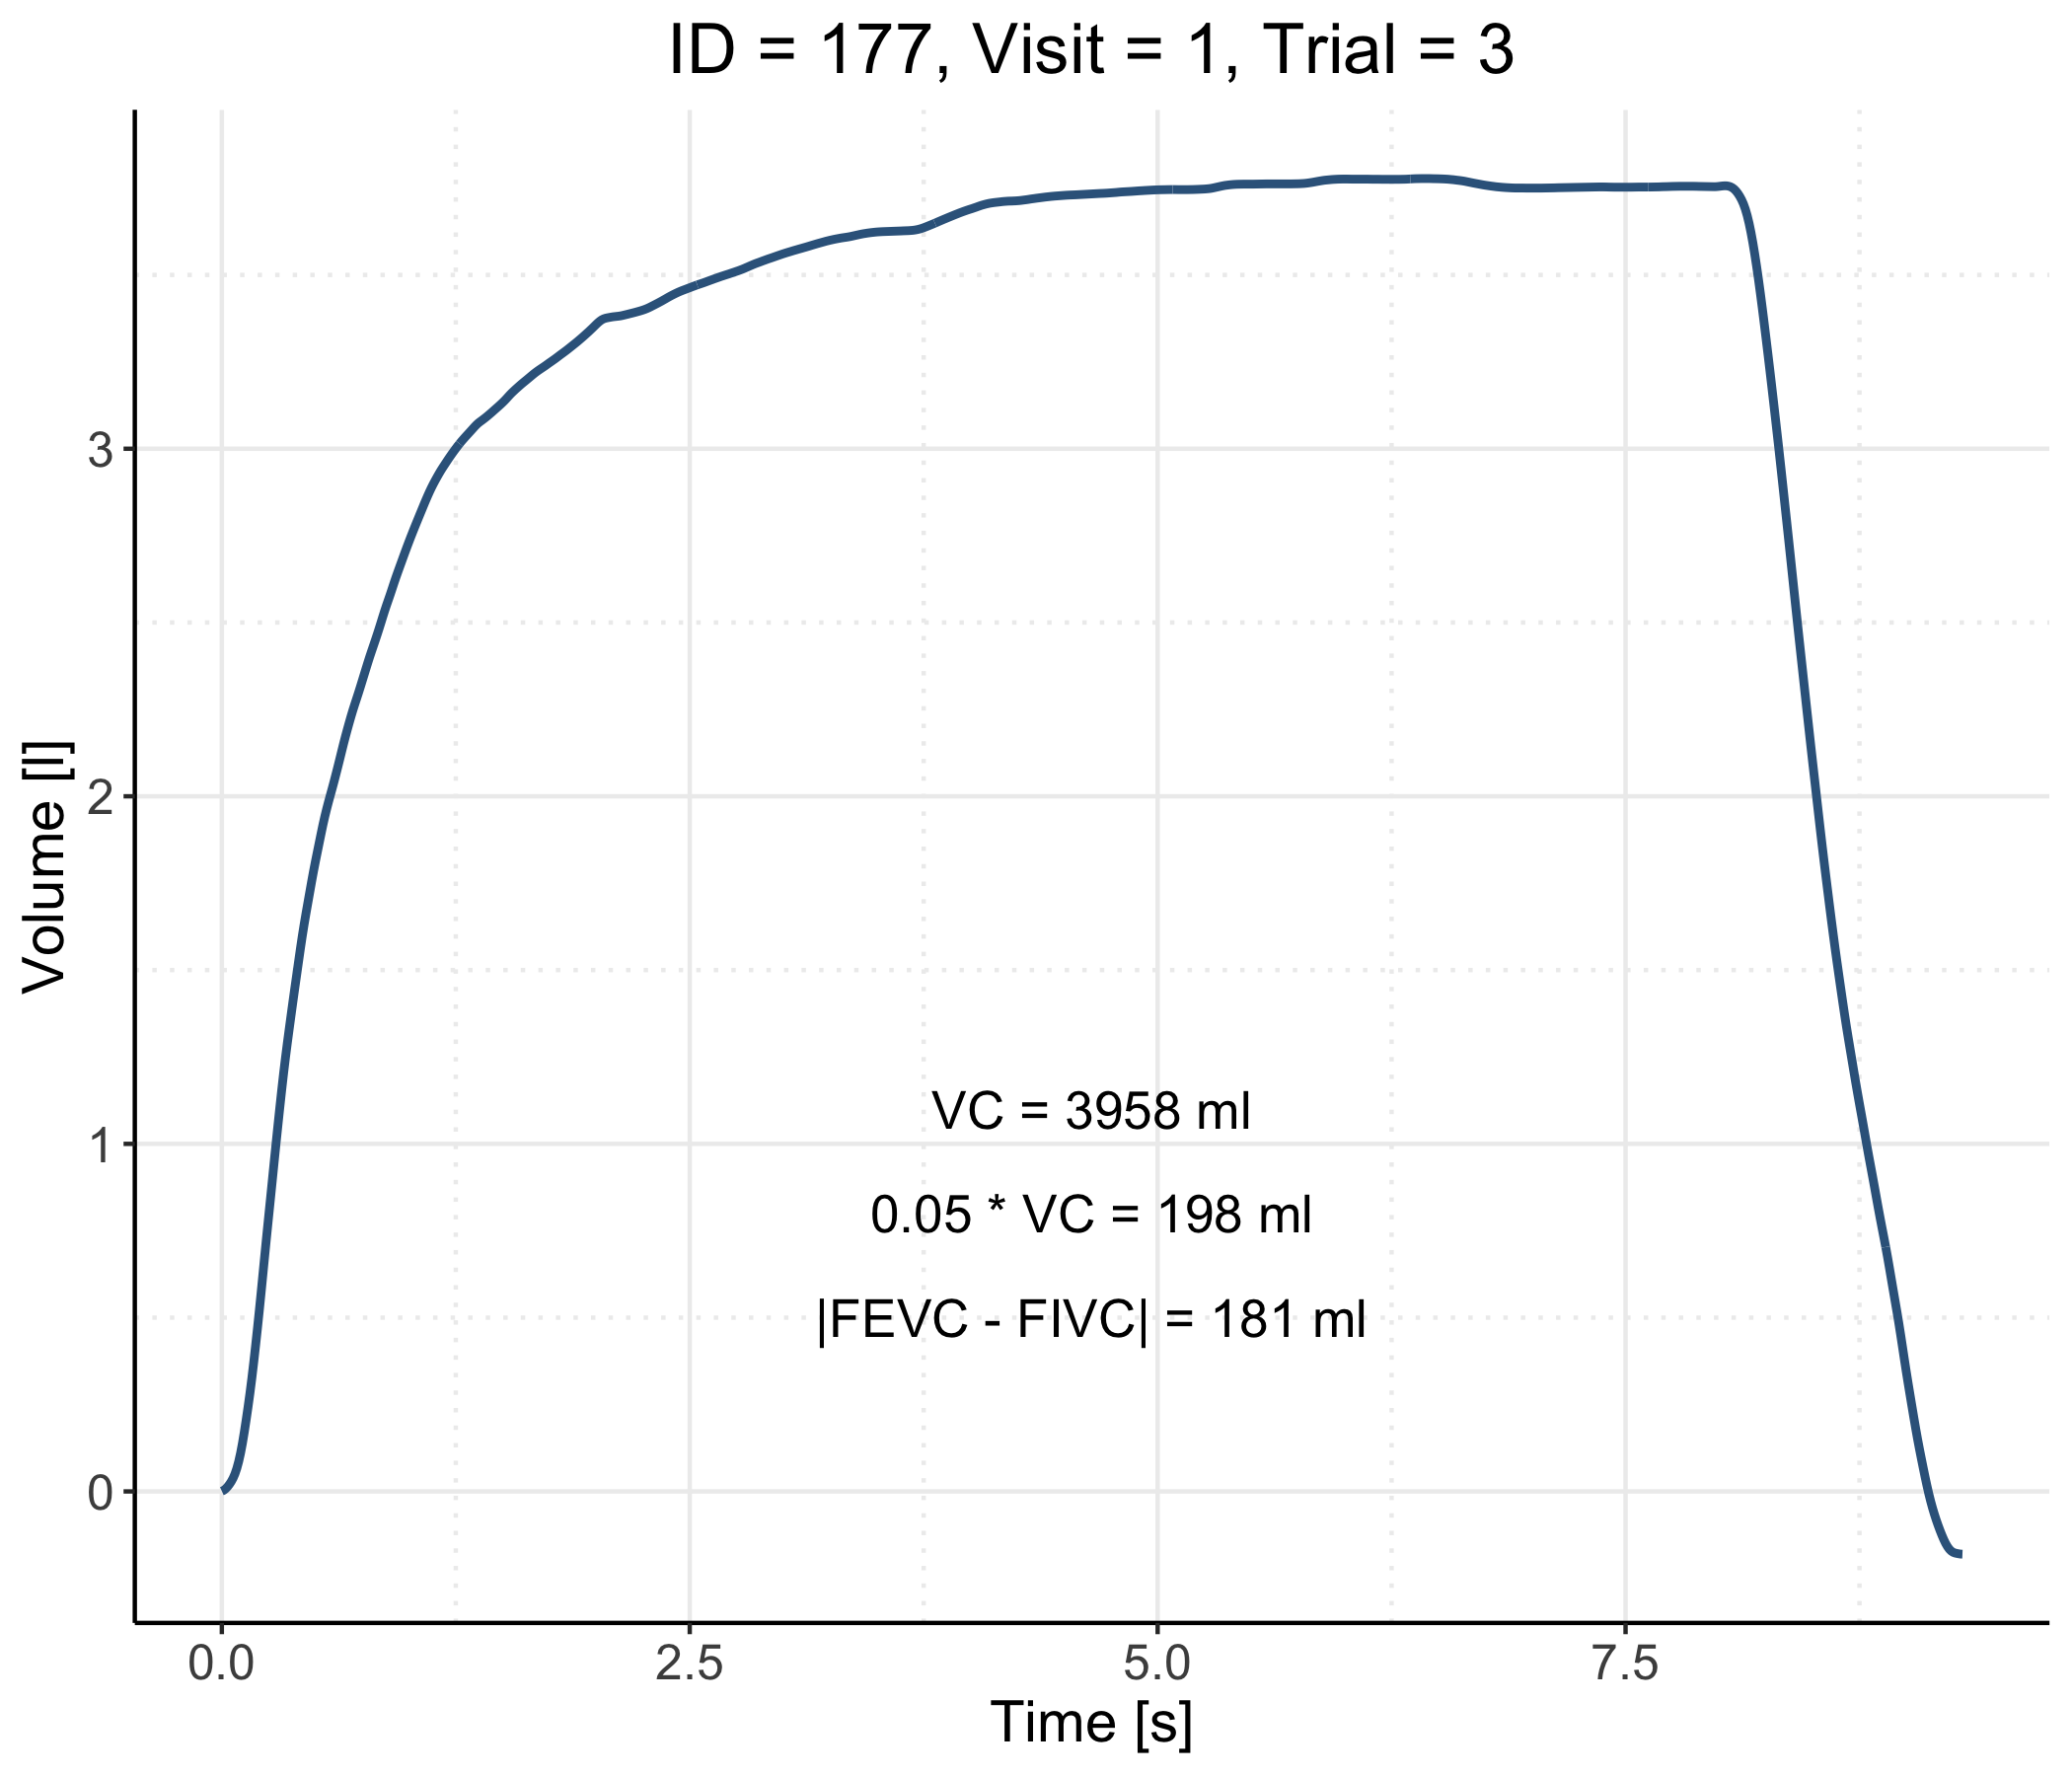 ID = 177, Visit = 1, Trial = 3
Volume [l]
3
2
1
0
VC = 3958 ml
0.05 * VC = 198 ml
|FEVC - FIVC| = 181 ml
0.0 2.5 5.0 7.5
Time [s]